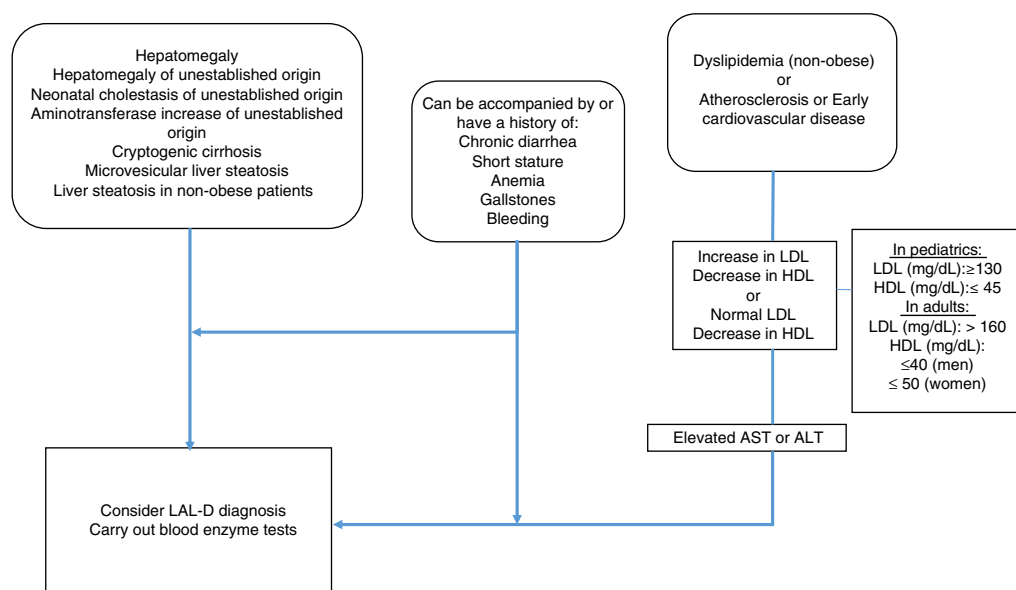 Hepatomegaly
Hepatomegaly of unestablished origin
Neonatal cholestasis of unestablished origin
Aminotransferase increase of unestablished
origin
Cryptogenic cirrhosis
Microvesicular liver steatosis
Liver steatosis in non-obese patients
Can be accompanied by or
have a history of:
Chronic diarrhea
Short stature
Anemia
Gallstones
Bleeding
Dyslipidemia (non-obese)
or
Atherosclerosis or Early
cardiovascular disease
Increase in LDL
Decrease in HDL
or
Normal LDL
Decrease in HDL
In pediatrics:
LDL (mg/dL):≥130
HDL (mg/dL):≤ 45
In adults:
LDL (mg/dL): > 160
HDL (mg/dL):
≤40 (men)
≤ 50 (women)
Elevated AST or ALT
Consider LAL-D diagnosis
Carry out blood enzyme tests